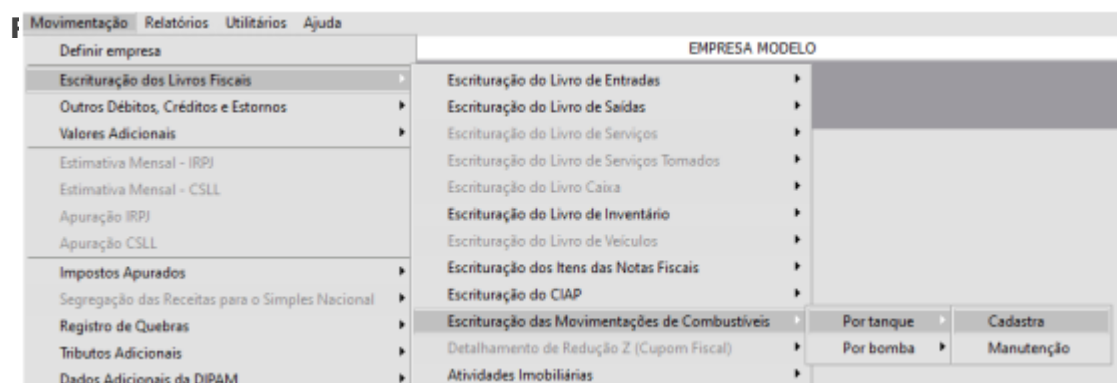 Movimentação Relatórios Utilitários Ajuda
Definir empresa
EMPRESA MODELO
Escrituração dos Livros Fiscais
Outros Débitos, Créditos e Estornos
Valores Adicionais
Estimativa Mensal - IRPJ
Estimativa Mensal - CSLL
Apuração IRPJ
Apuração CSLL
Impostos Apurados
Segregação das Receitas para o Simples Nacional
Registro de Quebras
Tributos Adicionais
Dados Adicionais da DIPAM
Escrituração do Livro de Entradas
Escrituração do Livro de Saídas
Escrituração do Livro de Serviços
Escrituração do Livro de Serviços Tomados
Escrituração do Livro Caixa
Escrituração do Livro de Inventário
Escrituração do Livro de Veículos
Escrituração dos Itens das Notas Fiscais
Escrituração do CIAP
Escrituração das Movimentações de Combustíveis
Detalhamento de Redução Z (Cupom Fiscal)
Atividades Imobiliárias
Por tanque
Por bomba
Cadastra
Manutenção